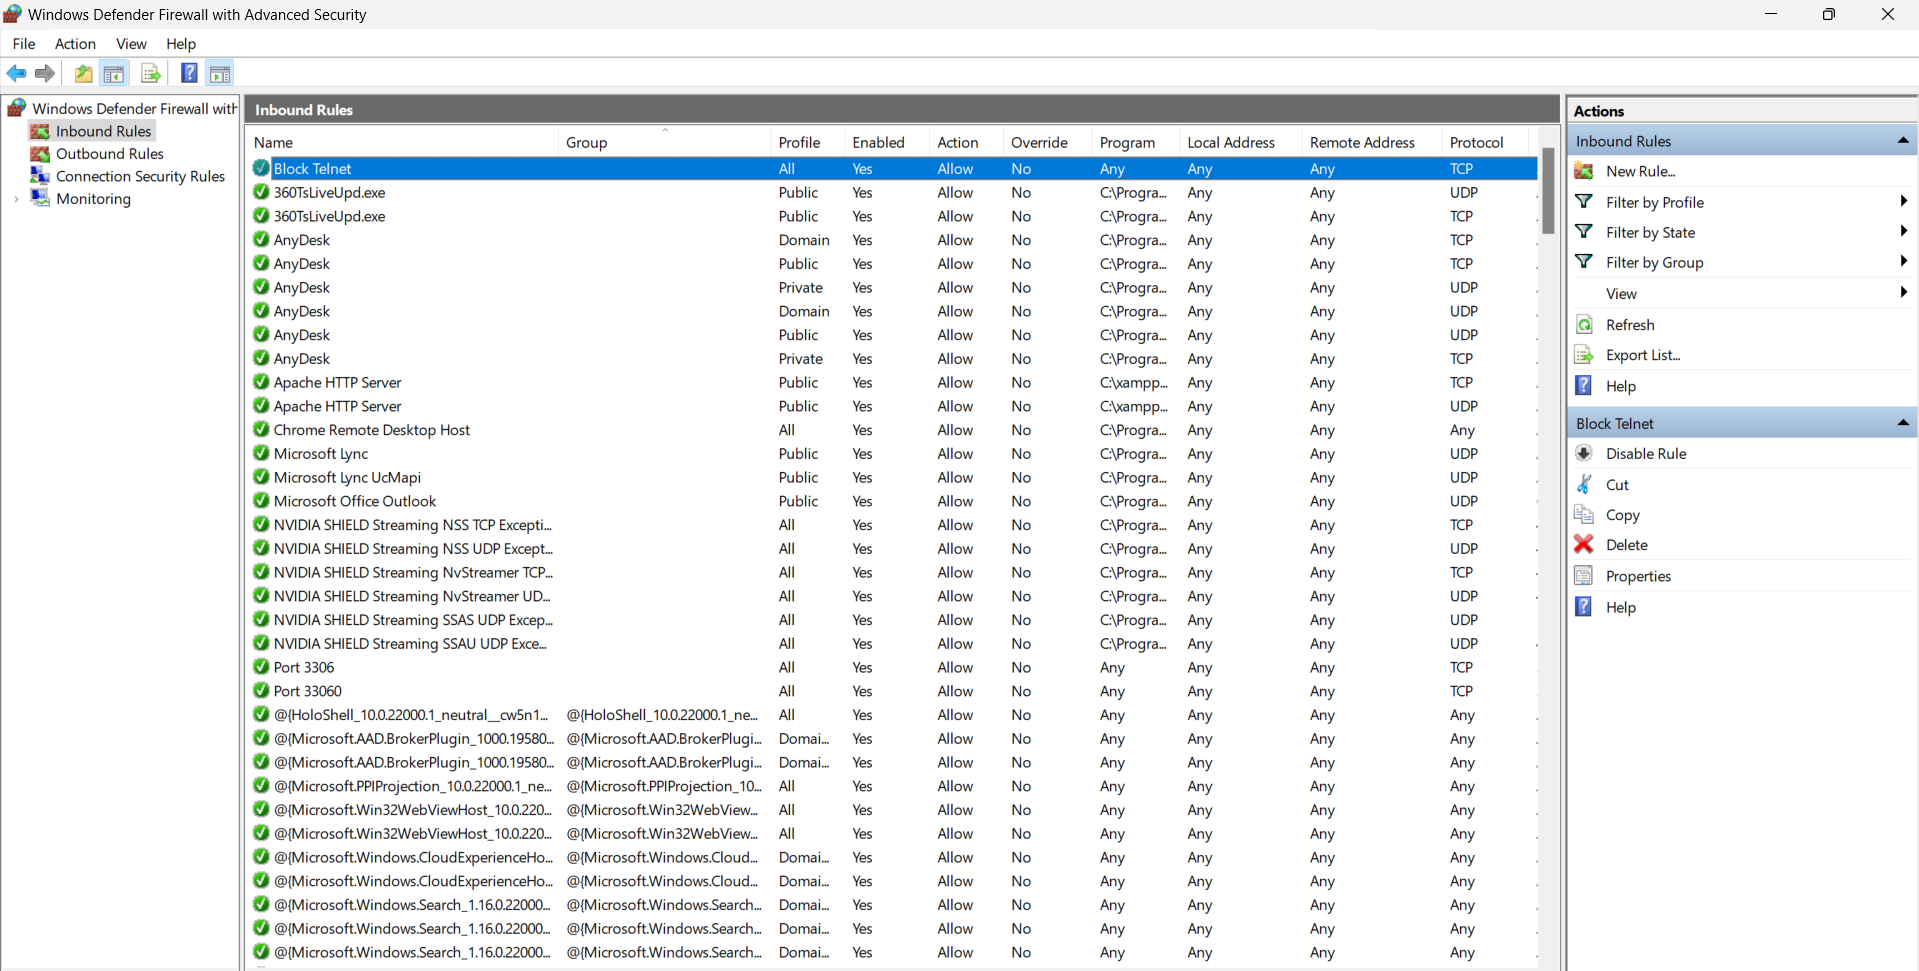 Windows Defender Firewall with Advanced Security
File Action View Help
Windows Defender Firewall with
Inbound Rules
Outbound Rules
Connection Security Rules
Monitoring
Inbound Rules
Name Group Profile Enabled Action Override Program Local Address Remote Address Protocol
Block Telnet All Yes Allow No Any Any Any TCP
360TsLiveUpd.exe Public Yes Allow No C:\Progra... Any Any UDP
360TsLiveUpd.exe Public Yes Allow No C:\Progra... Any Any TCP
AnyDesk Domain Yes Allow No C:\Progra... Any Any TCP
AnyDesk Public Yes Allow No C:\Progra... Any Any TCP
AnyDesk Private Yes Allow No C:\Progra... Any Any UDP
AnyDesk Domain Yes Allow No C:\Progra... Any Any UDP
AnyDesk Public Yes Allow No C:\Progra... Any Any UDP
AnyDesk Private Yes Allow No C:\Progra... Any Any TCP
Apache HTTP Server Public Yes Allow No C:\xampp... Any Any TCP
Apache HTTP Server Public Yes Allow No C:\xampp... Any Any UDP
Chrome Remote Desktop Host All Yes Allow No C:\Progra... Any Any Any
Microsoft Lync Public Yes Allow No C:\Progra... Any Any UDP
Microsoft Lync UcMapi Public Yes Allow No C:\Progra... Any Any UDP
Microsoft Office Outlook Public Yes Allow No C:\Progra... Any Any UDP
NVIDIA SHIELD Streaming NSS TCP Excepti... All Yes Allow No C:\Progra... Any Any TCP
NVIDIA SHIELD Streaming NSS UDP Except... All Yes Allow No C:\Progra... Any Any UDP
NVIDIA SHIELD Streaming NvStreamer TCP... All Yes Allow No C:\Progra... Any Any TCP
NVIDIA SHIELD Streaming NvStreamer UD... All Yes Allow No C:\Progra... Any Any UDP
NVIDIA SHIELD Streaming SSAS UDP Excep... All Yes Allow No C:\Progra... Any Any UDP
NVIDIA SHIELD Streaming SSAU UDP Exce... All Yes Allow No C:\Progra... Any Any UDP
Port 3306 All Yes Allow No Any Any Any TCP
Port 33060 All Yes Allow No Any Any Any TCP
@{HoloShell_10.0.22000.1_neutral__cw5n1... @{HoloShell_10.0.22000.1_ne... All Yes Allow No Any Any Any Any
@{Microsoft.AAD.BrokerPlugin_1000.19580... @{Microsoft.AAD.BrokerPlugi... Domai... Yes Allow No Any Any Any Any
@{Microsoft.AAD.BrokerPlugin_1000.19580... @{Microsoft.AAD.BrokerPlugi... Domai... Yes Allow No Any Any Any Any
@{Microsoft.PPIProjection_10.0.22000.1_ne... @{Microsoft.PPIProjection_10... All Yes Allow No Any Any Any Any
@{Microsoft.Win32WebViewHost_10.0.220... @{Microsoft.Win32WebView... All Yes Allow No Any Any Any Any
@{Microsoft.Win32WebViewHost_10.0.220... @{Microsoft.Win32WebView... All Yes Allow No Any Any Any Any
@{Microsoft.Windows.CloudExperienceHo... @{Microsoft.Windows.Cloud... Domai... Yes Allow No Any Any Any Any
@{Microsoft.Windows.CloudExperienceHo... @{Microsoft.Windows.Cloud... Domai... Yes Allow No Any Any Any Any
@{Microsoft.Windows.Search_1.16.0.22000... @{Microsoft.Windows.Search... Domai... Yes Allow No Any Any Any Any
@{Microsoft.Windows.Search_1.16.0.22000... @{Microsoft.Windows.Search... Domai... Yes Allow No Any Any Any Any
@{Microsoft.Windows.Search_1.16.0.22000... @{Microsoft.Windows.Search... Domai... Yes Allow No Any Any Any Any
Actions
Inbound Rules
New Rule...
Filter by Profile
Filter by State
Filter by Group
View
Refresh
Export List...
Help
Block Telnet
Disable Rule
Cut
Copy
Delete
Properties
Help